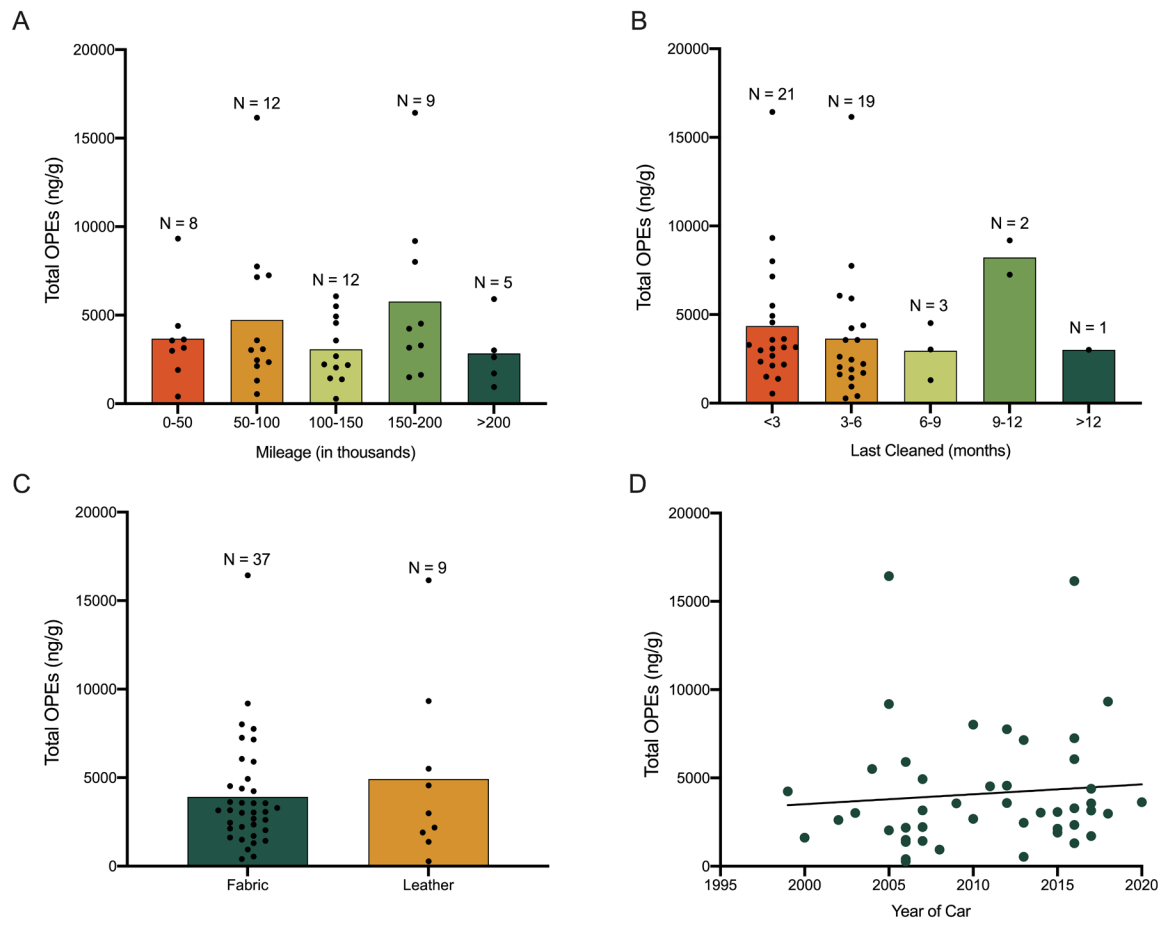 A
Total OPEs (ng/g)
20000
15000
10000
5000
0
N = 8
N = 12
N = 12
N = 9
N = 5
0-50
50-100
100-150
150-200
>200
Mileage (in thousands)
B
Total OPEs (ng/g)
20000
15000
10000
5000
0
N = 21
N = 19
N = 3
N = 2
N = 1
<3
3-6
6-9
9-12
>12
Last Cleaned (months)
C
Total OPEs (ng/g)
20000
15000
10000
5000
0
N = 37
N = 9
Fabric
Leather
D
Total OPEs (ng/g)
20000
15000
10000
5000
0
1995
2000
2005
2010
2015
2020
Year of Car